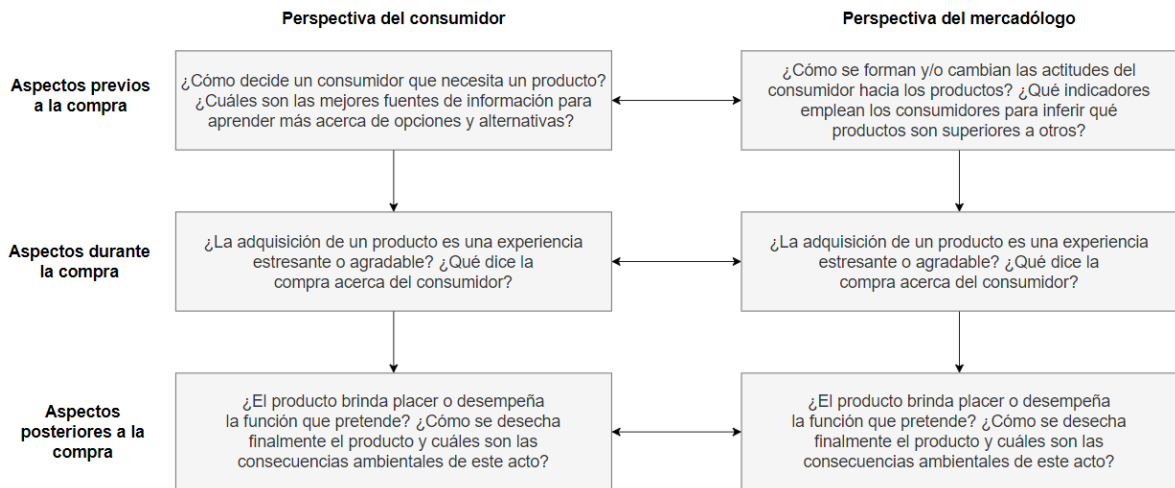 Perspectiva del consumidor
Perspectiva del mercadólogo
Aspectos previos
a la compra
¿Cómo decide un consumidor que necesita un producto?
¿Cuáles son las mejores fuentes de información para
aprender más acerca de opciones y alternativas?
¿Cómo se forman y/o cambian las actitudes del
consumidor hacia los productos? ¿Qué indicadores
emplean los consumidores para inferir qué
productos son superiores a otros?
Aspectos durante
la compra
¿La adquisición de un producto es una experiencia
estresante o agradable? ¿Qué dice la
compra acerca del consumidor?
¿La adquisición de un producto es una experiencia
estresante o agradable? ¿Qué dice la
compra acerca del consumidor?
Aspectos
posteriores a la
compra
¿El producto brinda placer o desempeña
la función que pretende? ¿Cómo se desecha
finalmente el producto y cuáles son las
consecuencias ambientales de este acto?
¿El producto brinda placer o desempeña
la función que pretende? ¿Cómo se desecha
finalmente el producto y cuáles son las
consecuencias ambientales de este acto?